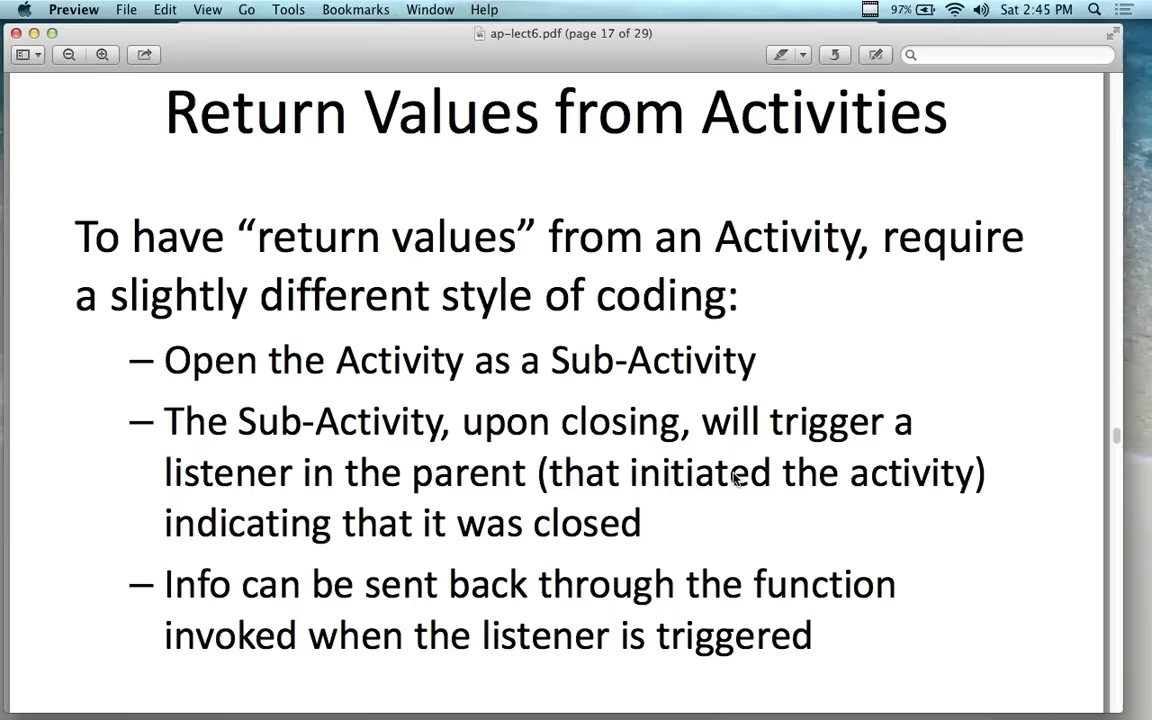 Preview File Edit View Go Tools Bookmarks Window Help 97% Sat 2:45 PM
ap-lect6.pdf (page 17 of 29)
Return Values from Activities
To have “return values” from an Activity, require
a slightly different style of coding:
– Open the Activity as a Sub-Activity
– The Sub-Activity, upon closing, will trigger a
listener in the parent (that initiated the activity)
indicating that it was closed
– Info can be sent back through the function
invoked when the listener is triggered